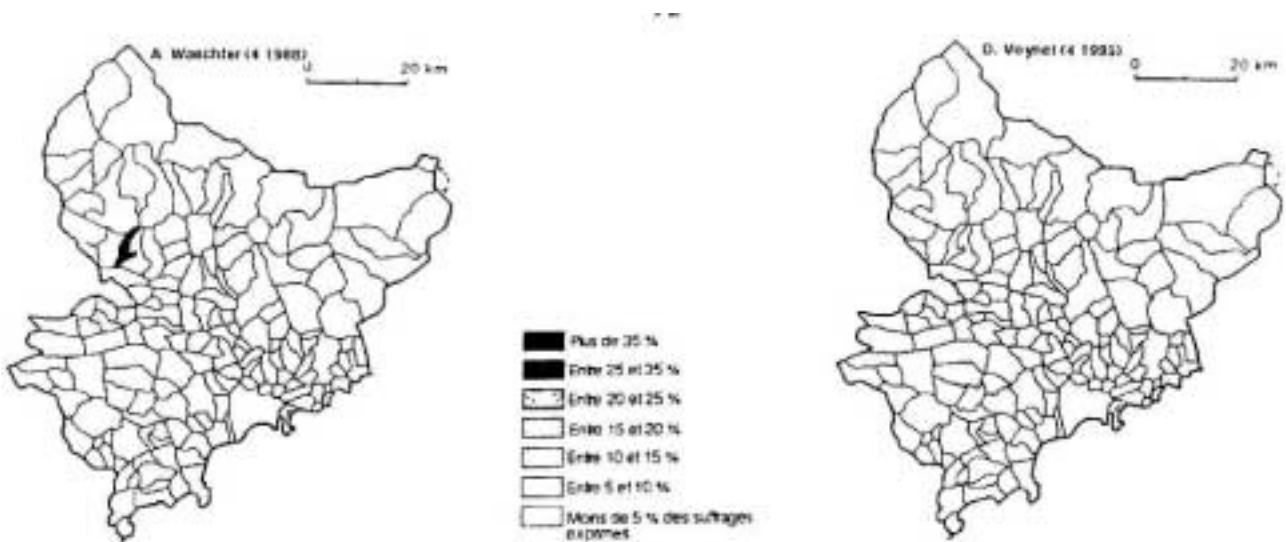 A. Waechter (4 1988)
0 20 km
D. Voynet (4 1995)
0 20 km
Plus de 35 %
Entre 25 et 35 %
Entre 20 et 25 %
Entre 15 et 20 %
Entre 10 et 15 %
Entre 5 et 10 %
Moins de 5 % des suffrages
exprimés